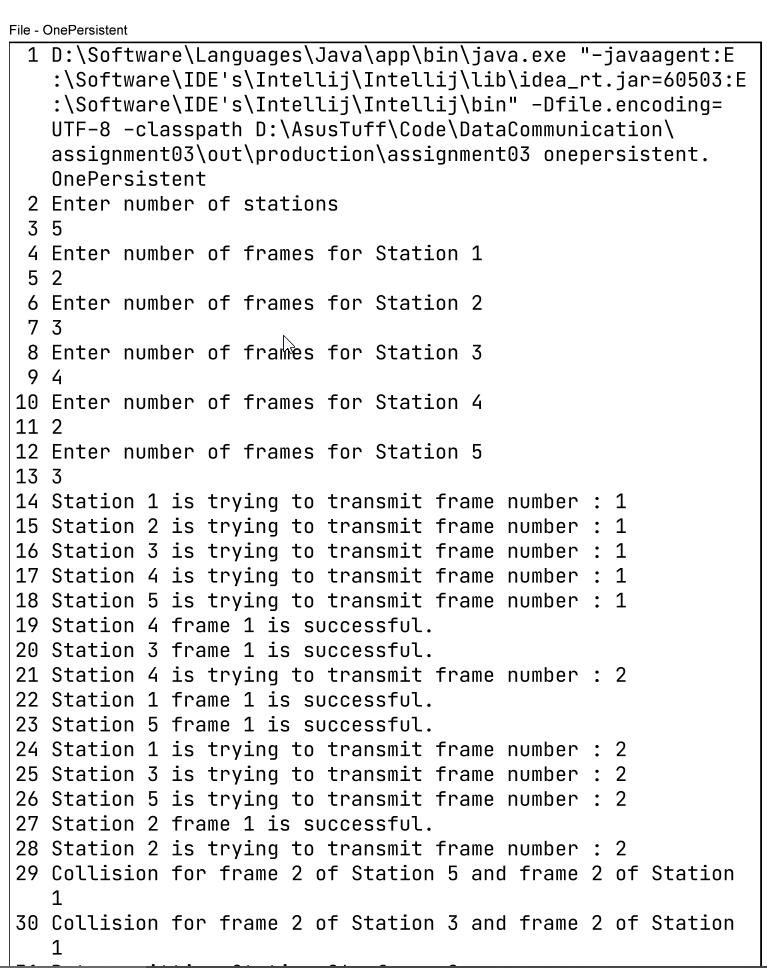 File - OnePersistent
1 D:\Software\Languages\Java\app\bin\java.exe "-javaagent:E
:\Software\IDE's\Intellij\Intellij\lib\idea_rt.jar=60503:E
:\Software\IDE's\Intellij\Intellij\bin" -Dfile.encoding=
UTF-8 -classpath D:\AsusTuff\Code\DataCommunication\
assignment03\out\production\assignment03 onepersistent.
OnePersistent
2 Enter number of stations
3 5
4 Enter number of frames for Station 1
5 2
6 Enter number of frames for Station 2
7 3
8 Enter number of frames for Station 3
9 4
10 Enter number of frames for Station 4
11 2
12 Enter number of frames for Station 5
13 3
14 Station 1 is trying to transmit frame number : 1
15 Station 2 is trying to transmit frame number : 1
16 Station 3 is trying to transmit frame number : 1
17 Station 4 is trying to transmit frame number : 1
18 Station 5 is trying to transmit frame number : 1
19 Station 4 frame 1 is successful.
20 Station 3 frame 1 is successful.
21 Station 4 is trying to transmit frame number : 2
22 Station 1 frame 1 is successful.
23 Station 5 frame 1 is successful.
24 Station 1 is trying to transmit frame number : 2
25 Station 3 is trying to transmit frame number : 2
26 Station 5 is trying to transmit frame number : 2
27 Station 2 frame 1 is successful.
28 Station 2 is trying to transmit frame number : 2
29 Collision for frame 2 of Station 5 and frame 2 of Station
1
30 Collision for frame 2 of Station 3 and frame 2 of Station
1